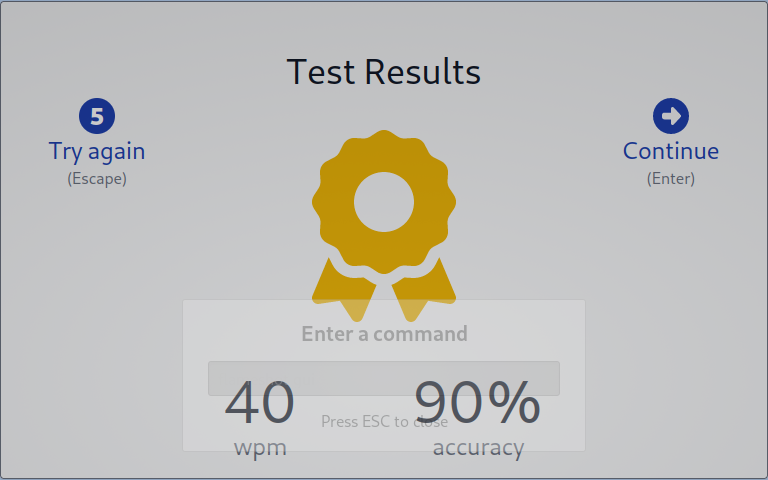 Test Results
5
Try again
(Escape)
Continue
(Enter)
Enter a command
40
90%
Press ESC to close
wpm
accuracy